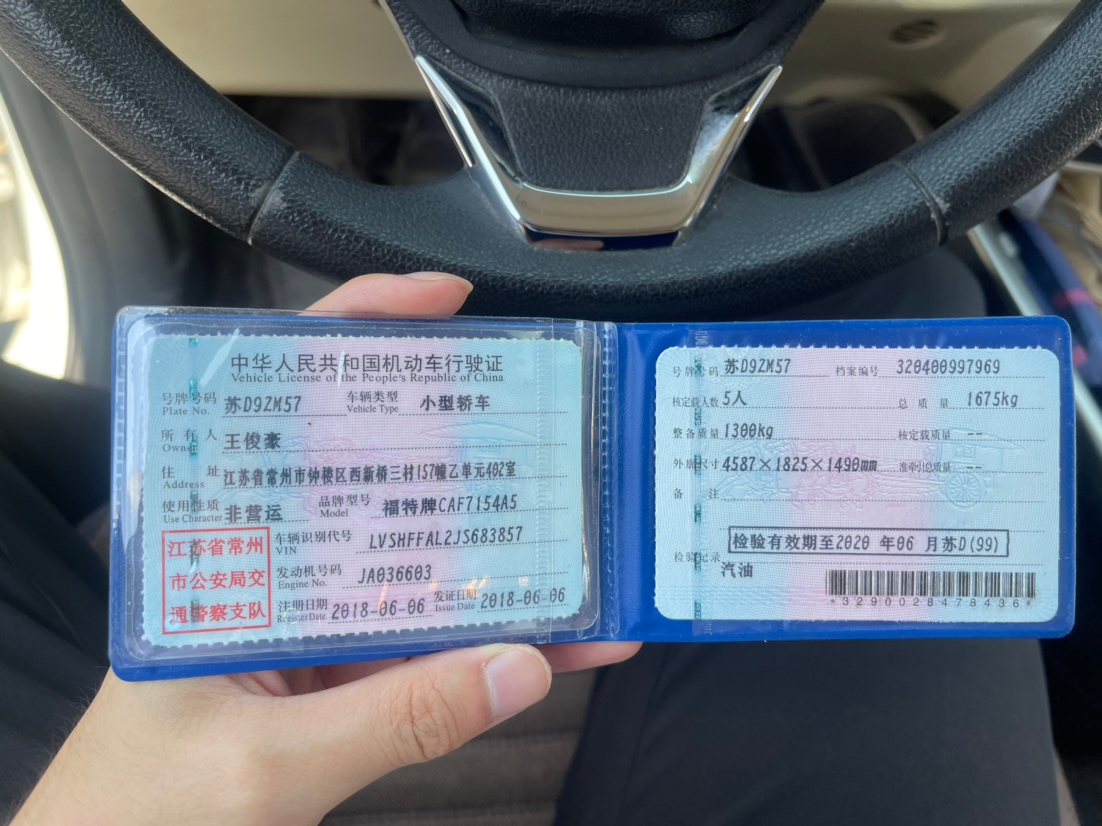 中华人民共和国机动车行驶证
Vehicle License of the People's Republic of China
号牌号码 Plate No. 苏D9ZM57 车辆类型 Vehicle Type 小型轿车
所有人 Owner 王俊豪
住址 Address 江苏省常州市钟楼区西新桥三村157幢乙单元402室
使用性质 Use Character 非营运 品牌型号 Model 福特牌CAF7154A5
车辆识别代号 VIN LVSHFFAL2JS683857
发动机号码 Engine No. JA036603
注册日期 Register Date 2018-06-06 发证日期 Issue Date 2018-06-06
江苏省常州
市公安局交
通警察支队
号牌号码 苏D9ZM57 档案编号 320400997969
核定载人数 5人 总质量 1675kg
整备质量 1300kg 核定载质量 --
外廓尺寸 4587×1825×1490mm 准牵引总质量 --
备注
检验记录 检验有效期至2020年06月苏D(99)
汽油
*3290028478436*